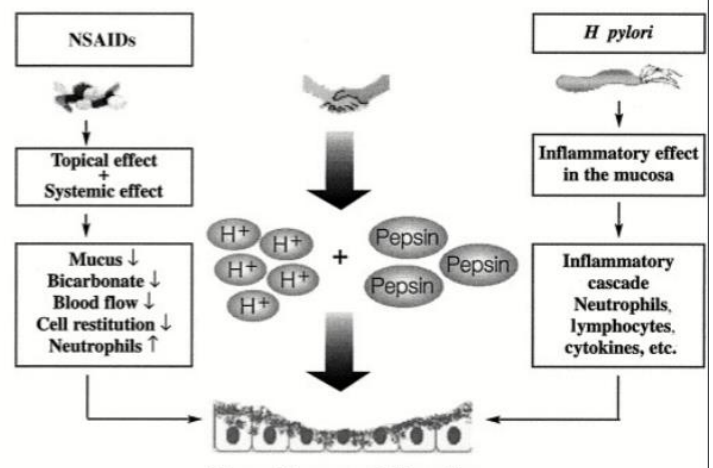 NSAIDs
Topical effect
+
Systemic effect
Mucus ↓
Bicarbonate ↓
Blood flow ↓
Cell restitution ↓
Neutrophils ↑
H+
H+
H+
H+
H+
+
Pepsin
Pepsin
Pepsin
H pylori
Inflammatory effect
in the mucosa
Inflammatory
cascade
Neutrophils,
lymphocytes,
cytokines, etc.